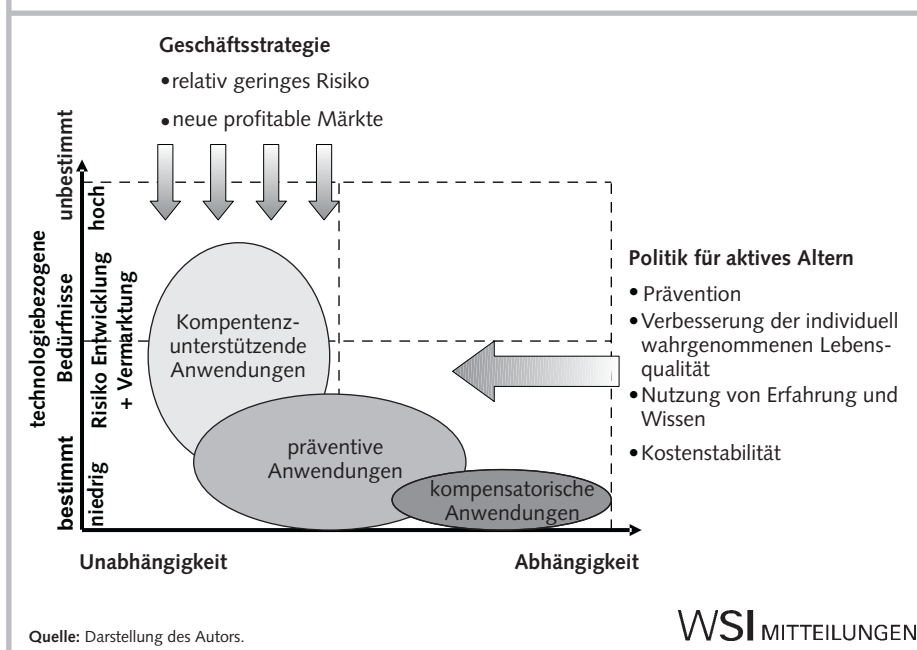 Geschäftsstrategie
• relativ geringes Risiko
• neue profitable Märkte
technologiebezogene
Bedürfnisse
unbestimmt
bestimmt
Risiko Entwicklung
+ Vermarktung
hoch
niedrig
Kompentenz-
unterstützende
Anwendungen
präventive
Anwendungen
kompensatorische
Anwendungen
Unabhängigkeit
Abhängigkeit
Politik für aktives Altern
• Prävention
• Verbesserung der individuell
wahrgenommenen Lebens-
qualität
• Nutzung von Erfahrung und
Wissen
• Kostenstabilität
Quelle: Darstellung des Autors.
WSI MITTEILUNGEN